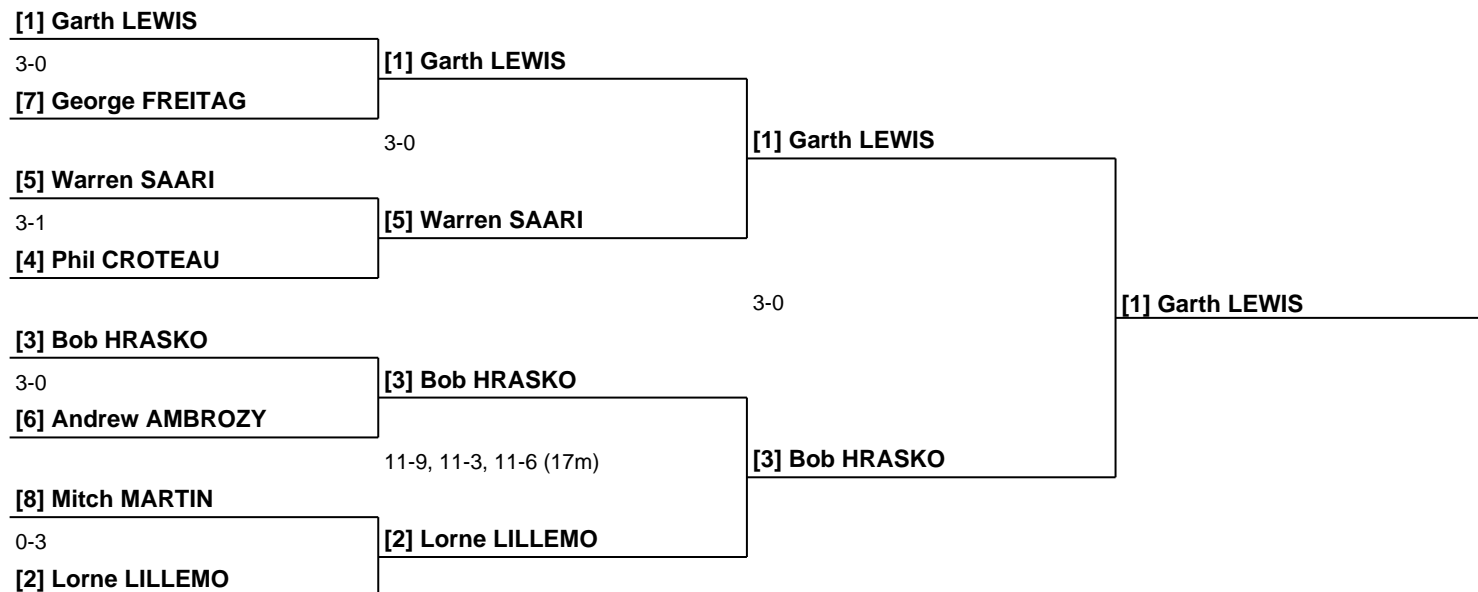 [1] Garth LEWIS
3-0
[7] George FREITAG
[5] Warren SAARI
3-1
[4] Phil CROTEAU
[3] Bob HRASKO
3-0
[6] Andrew AMBROZY
[8] Mitch MARTIN
0-3
[2] Lorne LILLEMO
[1] Garth LEWIS
3-0
[5] Warren SAARI
[3] Bob HRASKO
11-9, 11-3, 11-6 (17m)
[2] Lorne LILLEMO
[1] Garth LEWIS
3-0
[3] Bob HRASKO
[1] Garth LEWIS